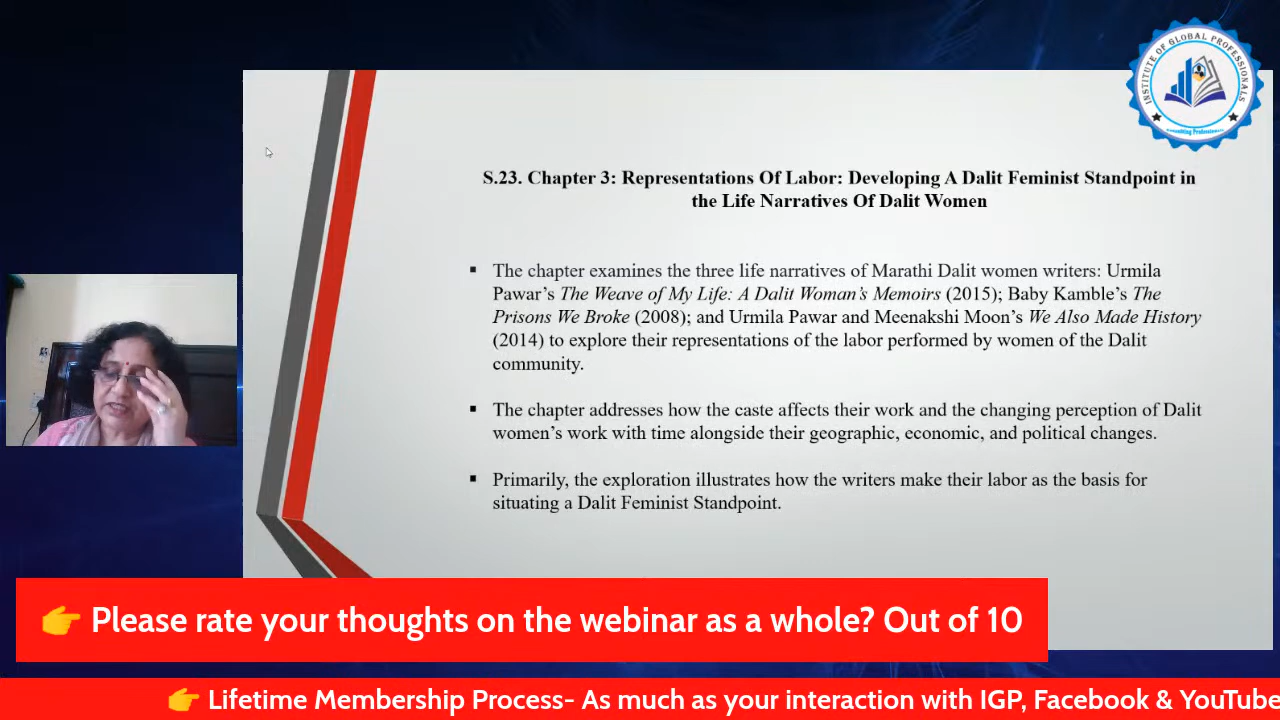 INSTITUTE OF GLOBAL PROFESSIONALS
S.23. Chapter 3: Representations Of Labor: Developing A Dalit Feminist Standpoint in
the Life Narratives Of Dalit Women
▪ The chapter examines the three life narratives of Marathi Dalit women writers: Urmila
Pawar’s The Weave of My Life: A Dalit Woman’s Memoirs (2015); Baby Kamble’s The
Prisons We Broke (2008); and Urmila Pawar and Meenakshi Moon’s We Also Made History
(2014) to explore their representations of the labor performed by women of the Dalit
community.
▪ The chapter addresses how the caste affects their work and the changing perception of Dalit
women’s work with time alongside their geographic, economic, and political changes.
▪ Primarily, the exploration illustrates how the writers make their labor as the basis for
situating a Dalit Feminist Standpoint.
👉 Please rate your thoughts on the webinar as a whole? Out of 10
👉 Lifetime Membership Process- As much as your interaction with IGP, Facebook & YouTube